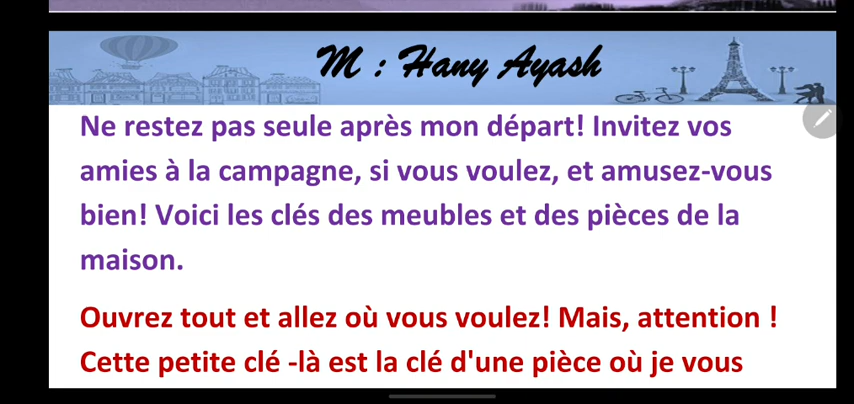 M : Hany Ayash
Ne restez pas seule après mon départ! Invitez vos
amies à la campagne, si vous voulez, et amusez-vous
bien! Voici les clés des meubles et des pièces de la
maison.
Ouvrez tout et allez où vous voulez! Mais, attention !
Cette petite clé -là est la clé d'une pièce où je vous